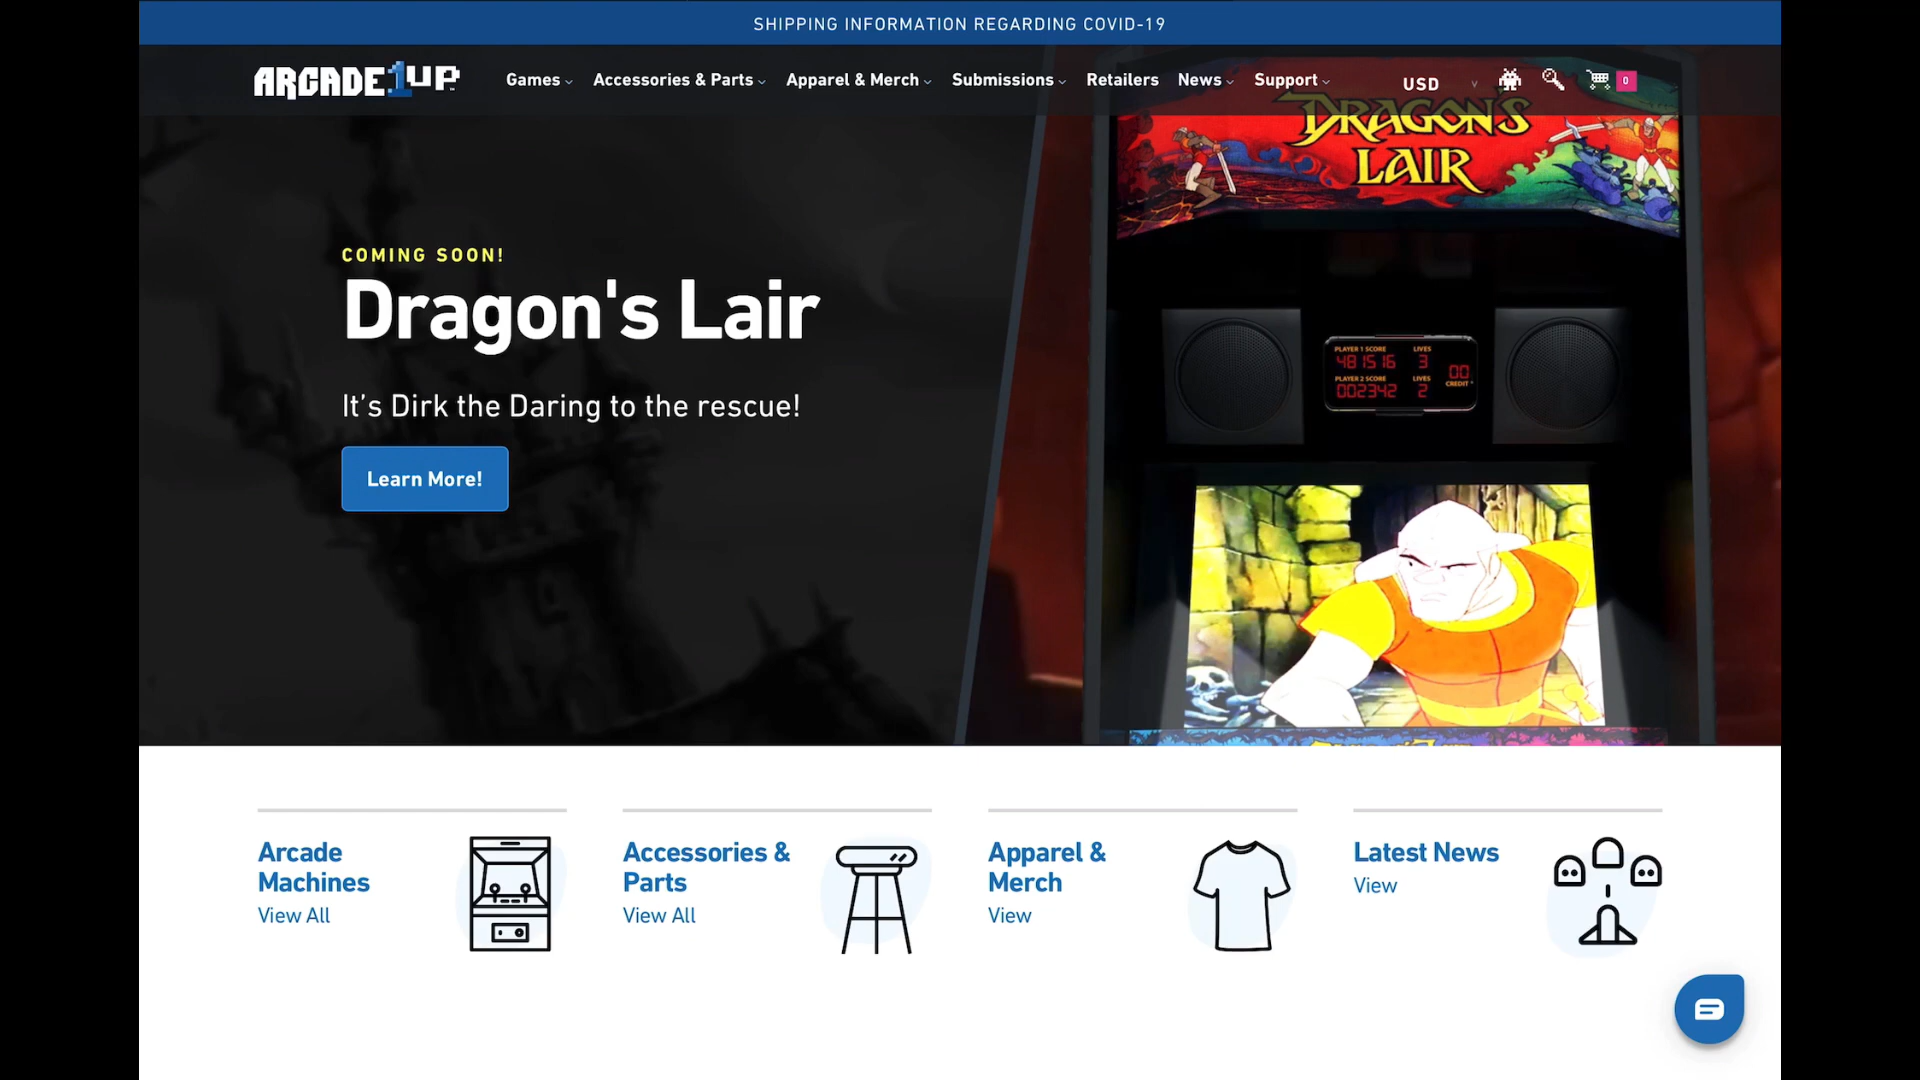 SHIPPING INFORMATION REGARDING COVID-19
ARCADE1UP
Games
Accessories & Parts
Apparel & Merch
Submissions
Retailers
News
Support
USD
0
DRAGON'S
LAIR
COMING SOON!
Dragon's Lair
It’s Dirk the Daring to the rescue!
Learn More!
PLAYER 1 SCORE LIVES
481516 3
PLAYER 2 SCORE LIVES
002342 2
00
CREDIT
Arcade
Machines
View All
Accessories &
Parts
View All
Apparel &
Merch
View
Latest News
View